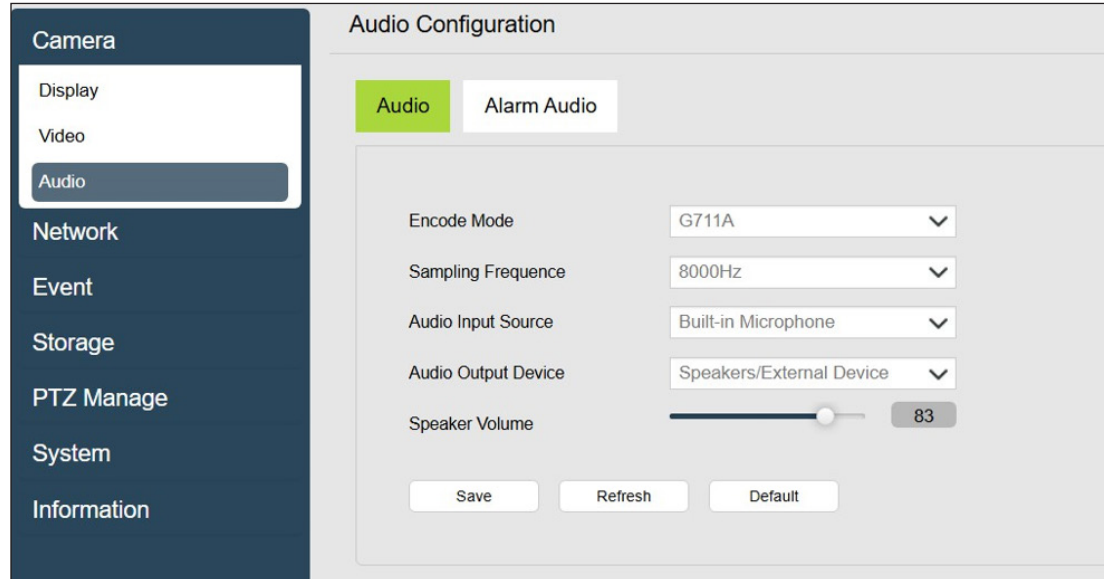 Camera
Display
Video
Audio
Network
Event
Storage
PTZ Manage
System
Information
Audio Configuration
Audio Alarm Audio
Encode Mode G711A
Sampling Frequence 8000Hz
Audio Input Source Built-in Microphone
Audio Output Device Speakers/External Device
Speaker Volume 83
Save Refresh Default